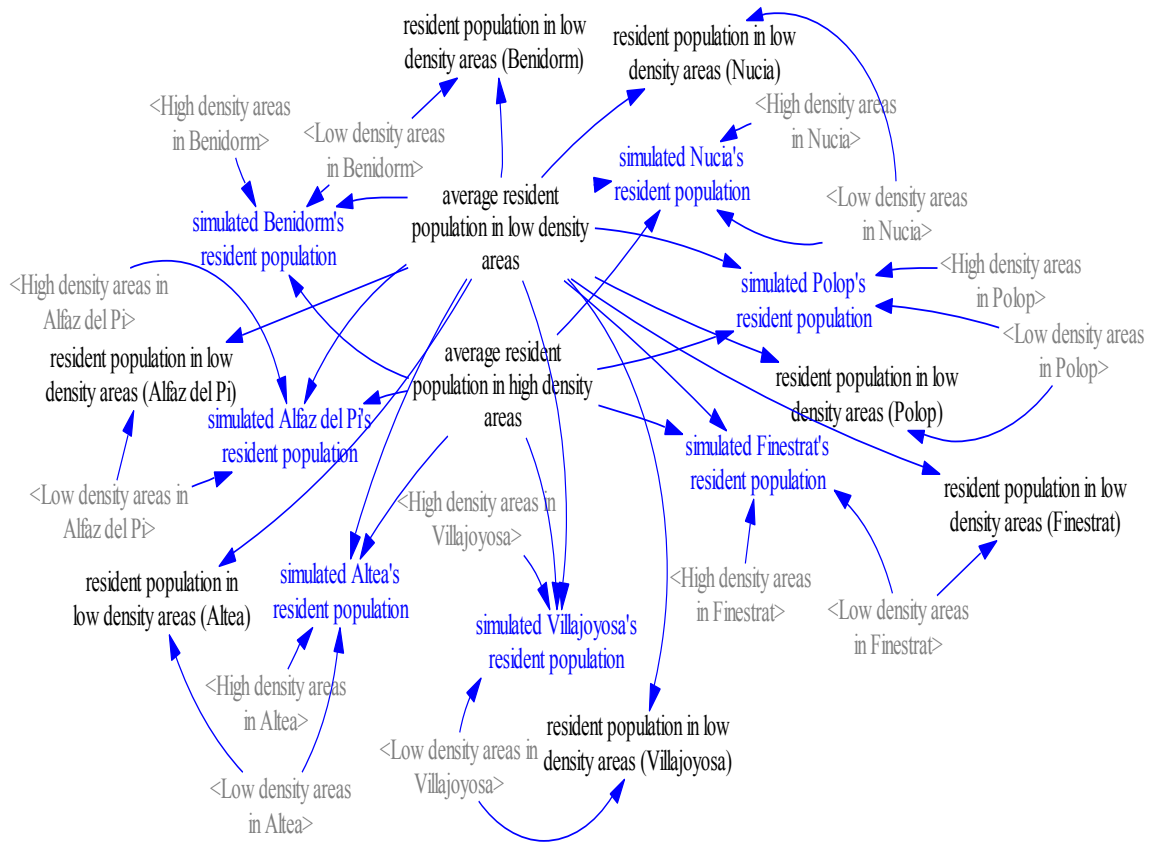 resident population in low
density areas (Benidorm)
resident population in low
density areas (Nucia)
<High density areas
in Benidorm>
<Low density areas
in Benidorm>
<High density areas
in Nucia>
simulated Nucia's
resident population
average resident
population in low density
areas
<Low density areas
in Nucia>
simulated Benidorm's
resident population
<High density areas in
Alfaz del Pi>
simulated Polop's
resident population
<High density areas
in Polop>
<Low density areas
in Polop>
resident population in low
density areas (Alfaz del Pi)
average resident
population in high density
areas
resident population in low
density areas (Polop)
simulated Alfaz del Pi's
resident population
simulated Finestrat's
resident population
<Low density areas in
Alfaz del Pi>
<High density areas in
Villajoyosa>
resident population in low
density areas (Finestrat)
resident population in
low density areas (Altea)
simulated Altea's
resident population
<High density areas
in Finestrat>
<Low density areas
in Finestrat>
simulated Villajoyosa's
resident population
<High density areas
in Altea>
resident population in low
density areas (Villajoyosa)
<Low density areas in
Villajoyosa>
<Low density areas
in Altea>